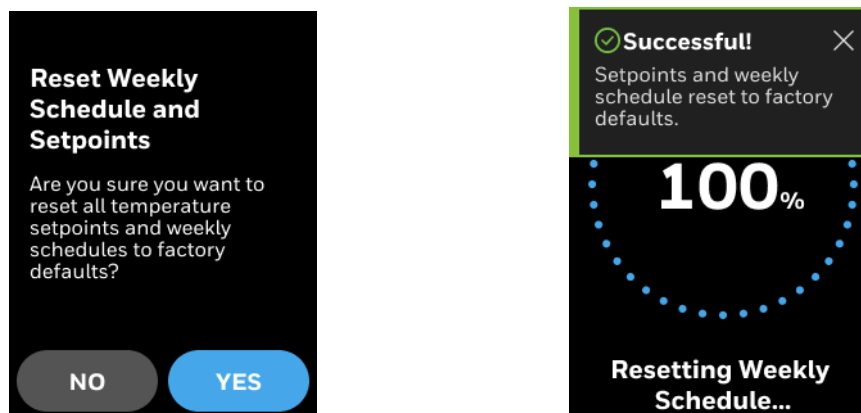 Reset Weekly
Schedule and
Setpoints
Are you sure you want to
reset all temperature
setpoints and weekly
schedules to factory
defaults?
NO
YES
Successful!
Setpoints and weekly
schedule reset to factory
defaults.
100%
Resetting Weekly
Schedule...